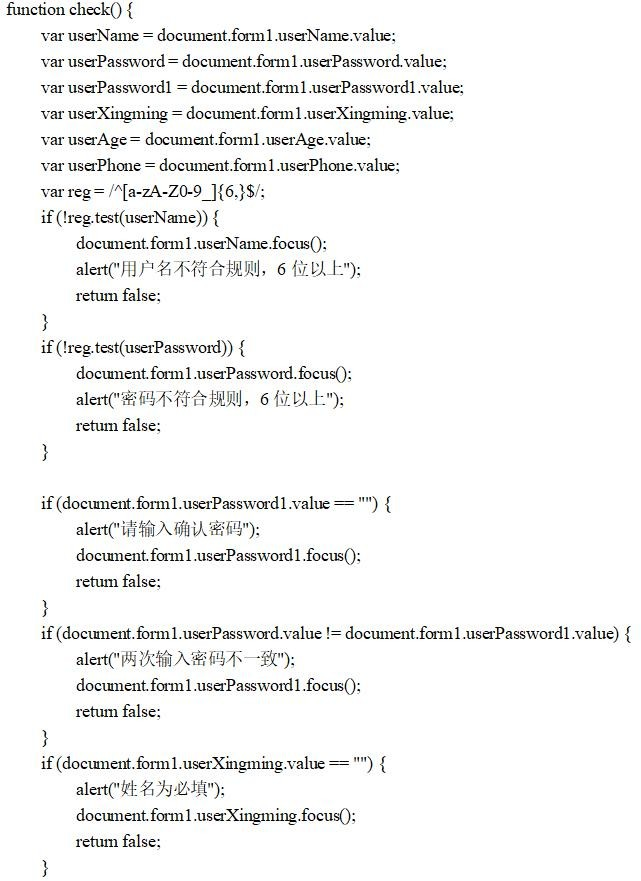 function check() {
var userName = document.form1.userName.value;
var userPassword = document.form1.userPassword.value;
var userPassword1 = document.form1.userPassword1.value;
var userXingming = document.form1.userXingming.value;
var userAge = document.form1.userAge.value;
var userPhone = document.form1.userPhone.value;
var reg = /^[a-zA-Z0-9_]{6,}$/;
if (!reg.test(userName)) {
document.form1.userName.focus();
alert("用户名不符合规则，6 位以上");
return false;
}
if (!reg.test(userPassword)) {
document.form1.userPassword.focus();
alert("密码不符合规则，6 位以上");
return false;
}
if (document.form1.userPassword1.value == "") {
alert("请输入确认密码");
document.form1.userPassword1.focus();
return false;
}
if (document.form1.userPassword.value != document.form1.userPassword1.value) {
alert("两次输入密码不一致");
document.form1.userPassword1.focus();
return false;
}
if (document.form1.userXingming.value == "") {
alert("姓名为必填");
document.form1.userXingming.focus();
return false;
}